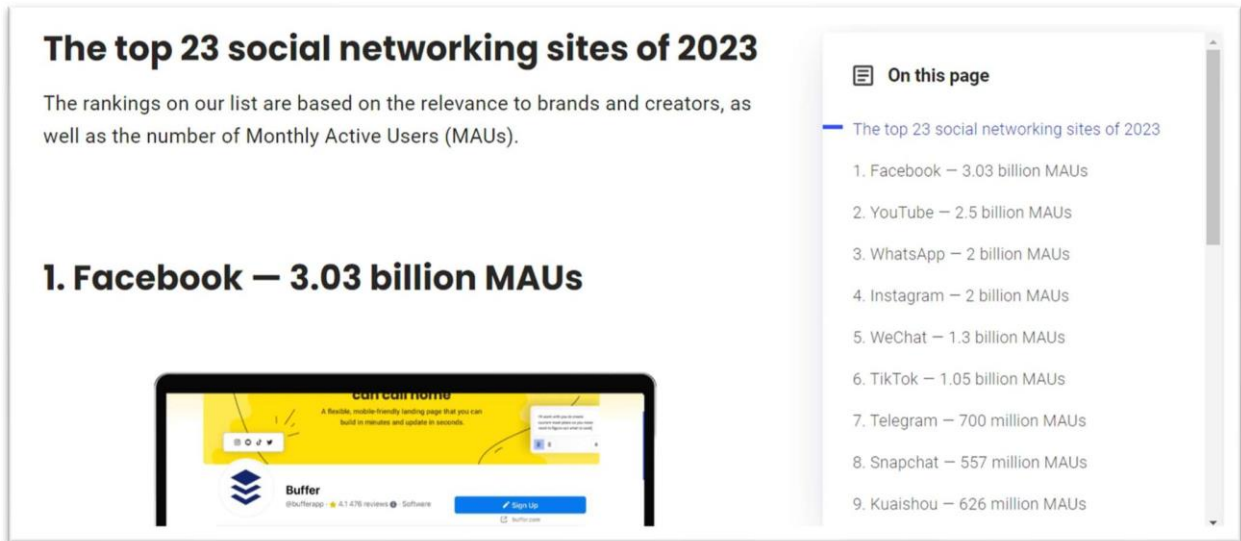 The top 23 social networking sites of 2023
The rankings on our list are based on the relevance to brands and creators, as
well as the number of Monthly Active Users (MAUs).
1. Facebook — 3.03 billion MAUs
can call home
A flexible, mobile-friendly landing page that you can
build in minutes and update in seconds.
Buffer
@bufferapp · 4.1 476 reviews · Software
Sign Up
buffer.com
On this page
The top 23 social networking sites of 2023
1. Facebook — 3.03 billion MAUs
2. YouTube — 2.5 billion MAUs
3. WhatsApp — 2 billion MAUs
4. Instagram — 2 billion MAUs
5. WeChat — 1.3 billion MAUs
6. TikTok — 1.05 billion MAUs
7. Telegram — 700 million MAUs
8. Snapchat — 557 million MAUs
9. Kuaishou — 626 million MAUs